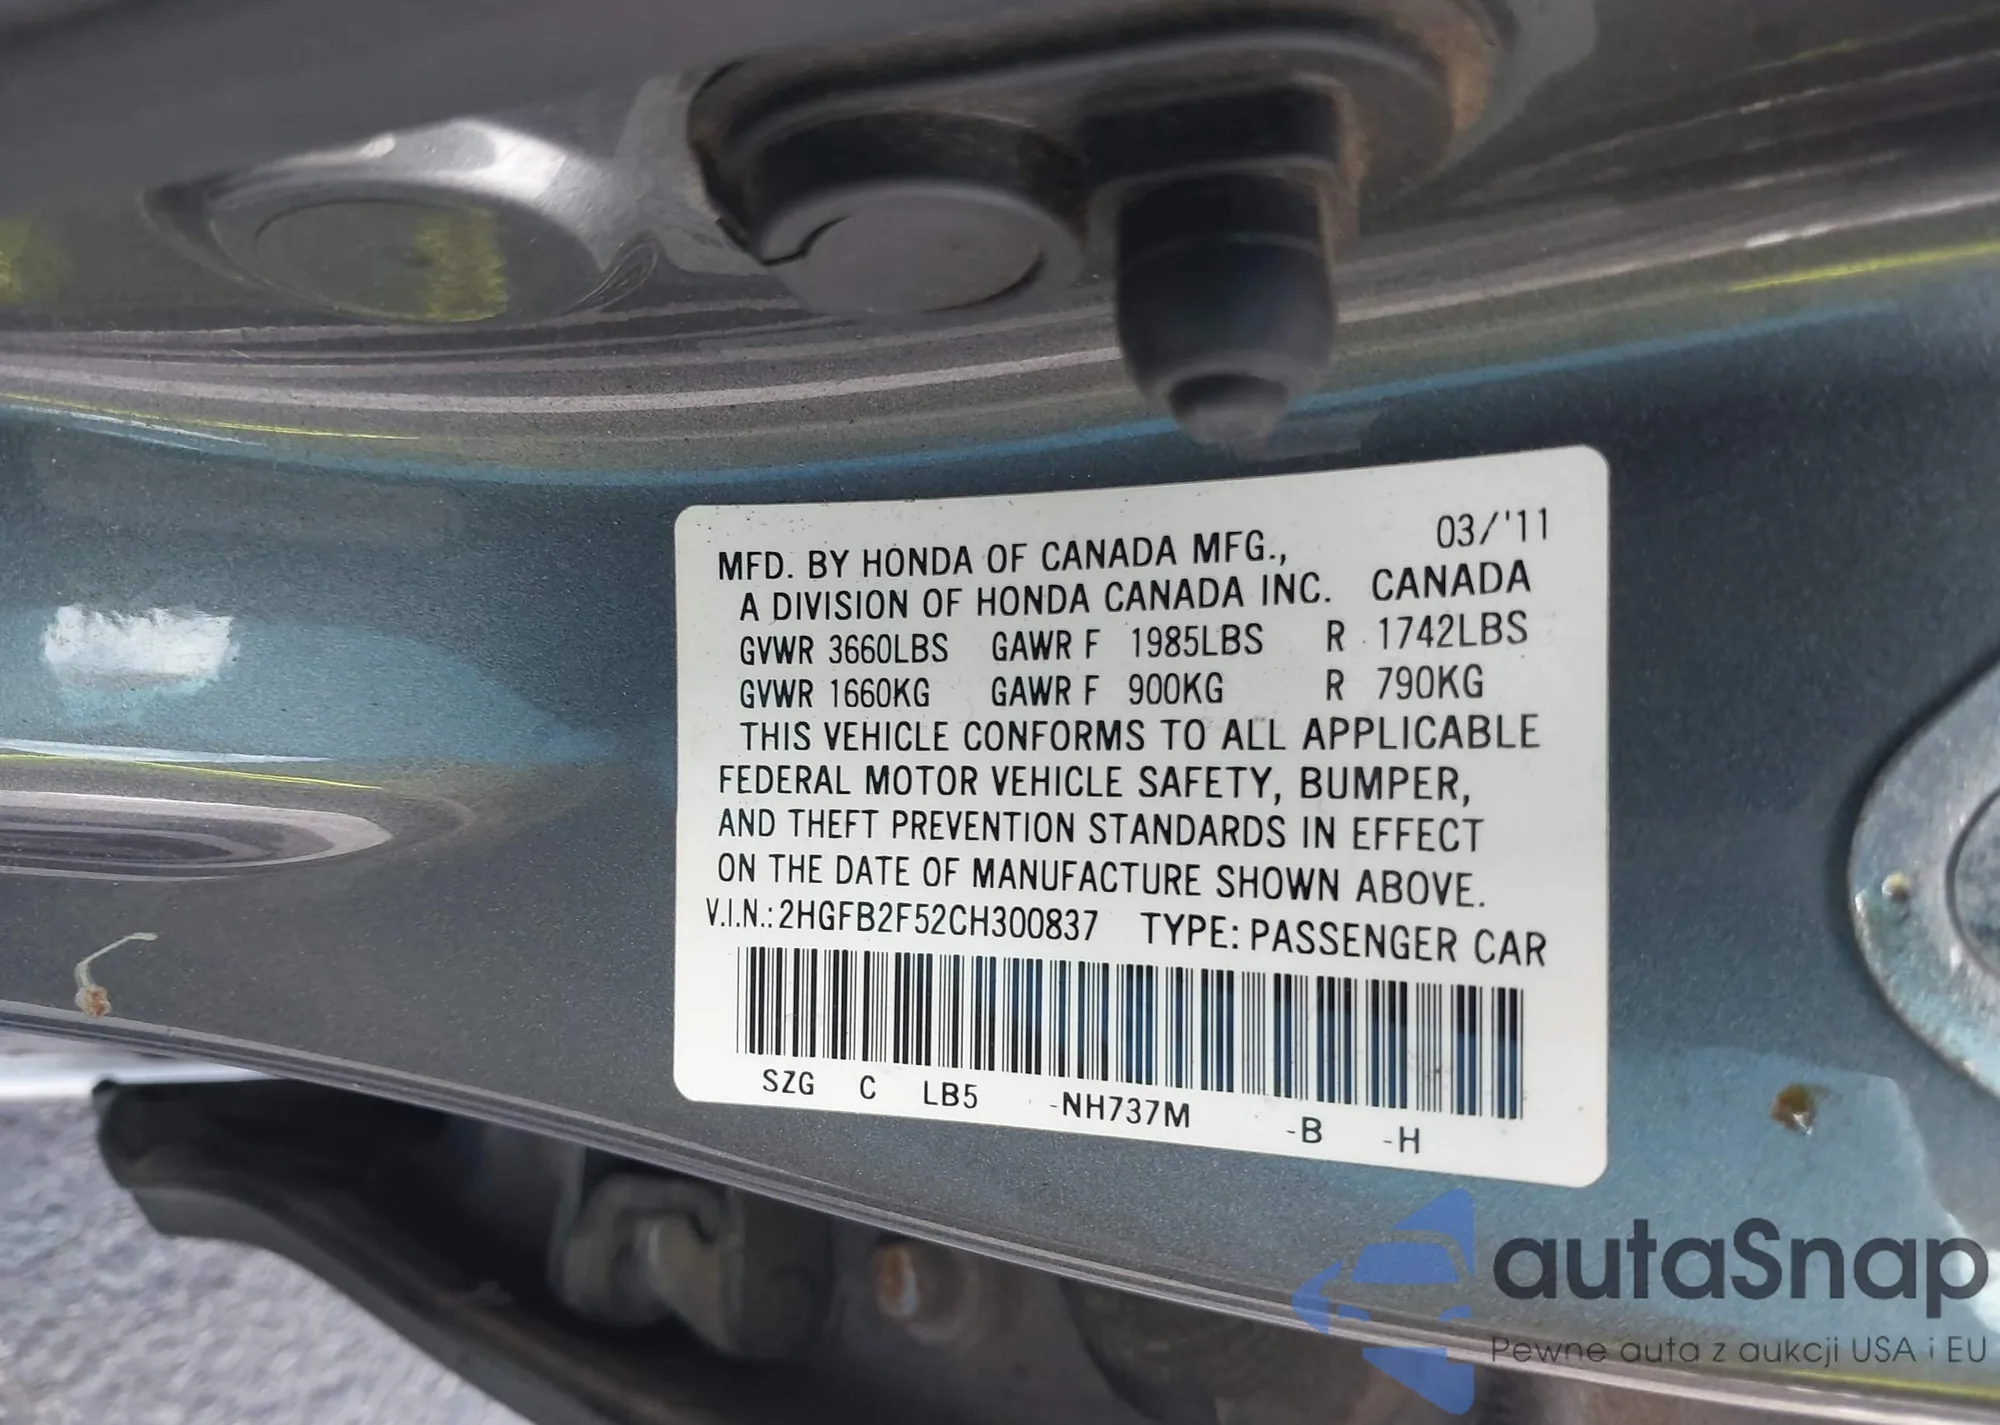 03/'11
MFD. BY HONDA OF CANADA MFG.,
A DIVISION OF HONDA CANADA INC. CANADA
GVWR 3660LBS GAWR F 1985LBS R 1742LBS
GVWR 1660KG GAWR F 900KG R 790KG
THIS VEHICLE CONFORMS TO ALL APPLICABLE
FEDERAL MOTOR VEHICLE SAFETY, BUMPER,
AND THEFT PREVENTION STANDARDS IN EFFECT
ON THE DATE OF MANUFACTURE SHOWN ABOVE.
V.I.N.: 2HGFB2F52CH300837 TYPE: PASSENGER CAR
SZG C LB5 -NH737M -B -H
autaSnap
Pewne auta z aukcji USA i EU